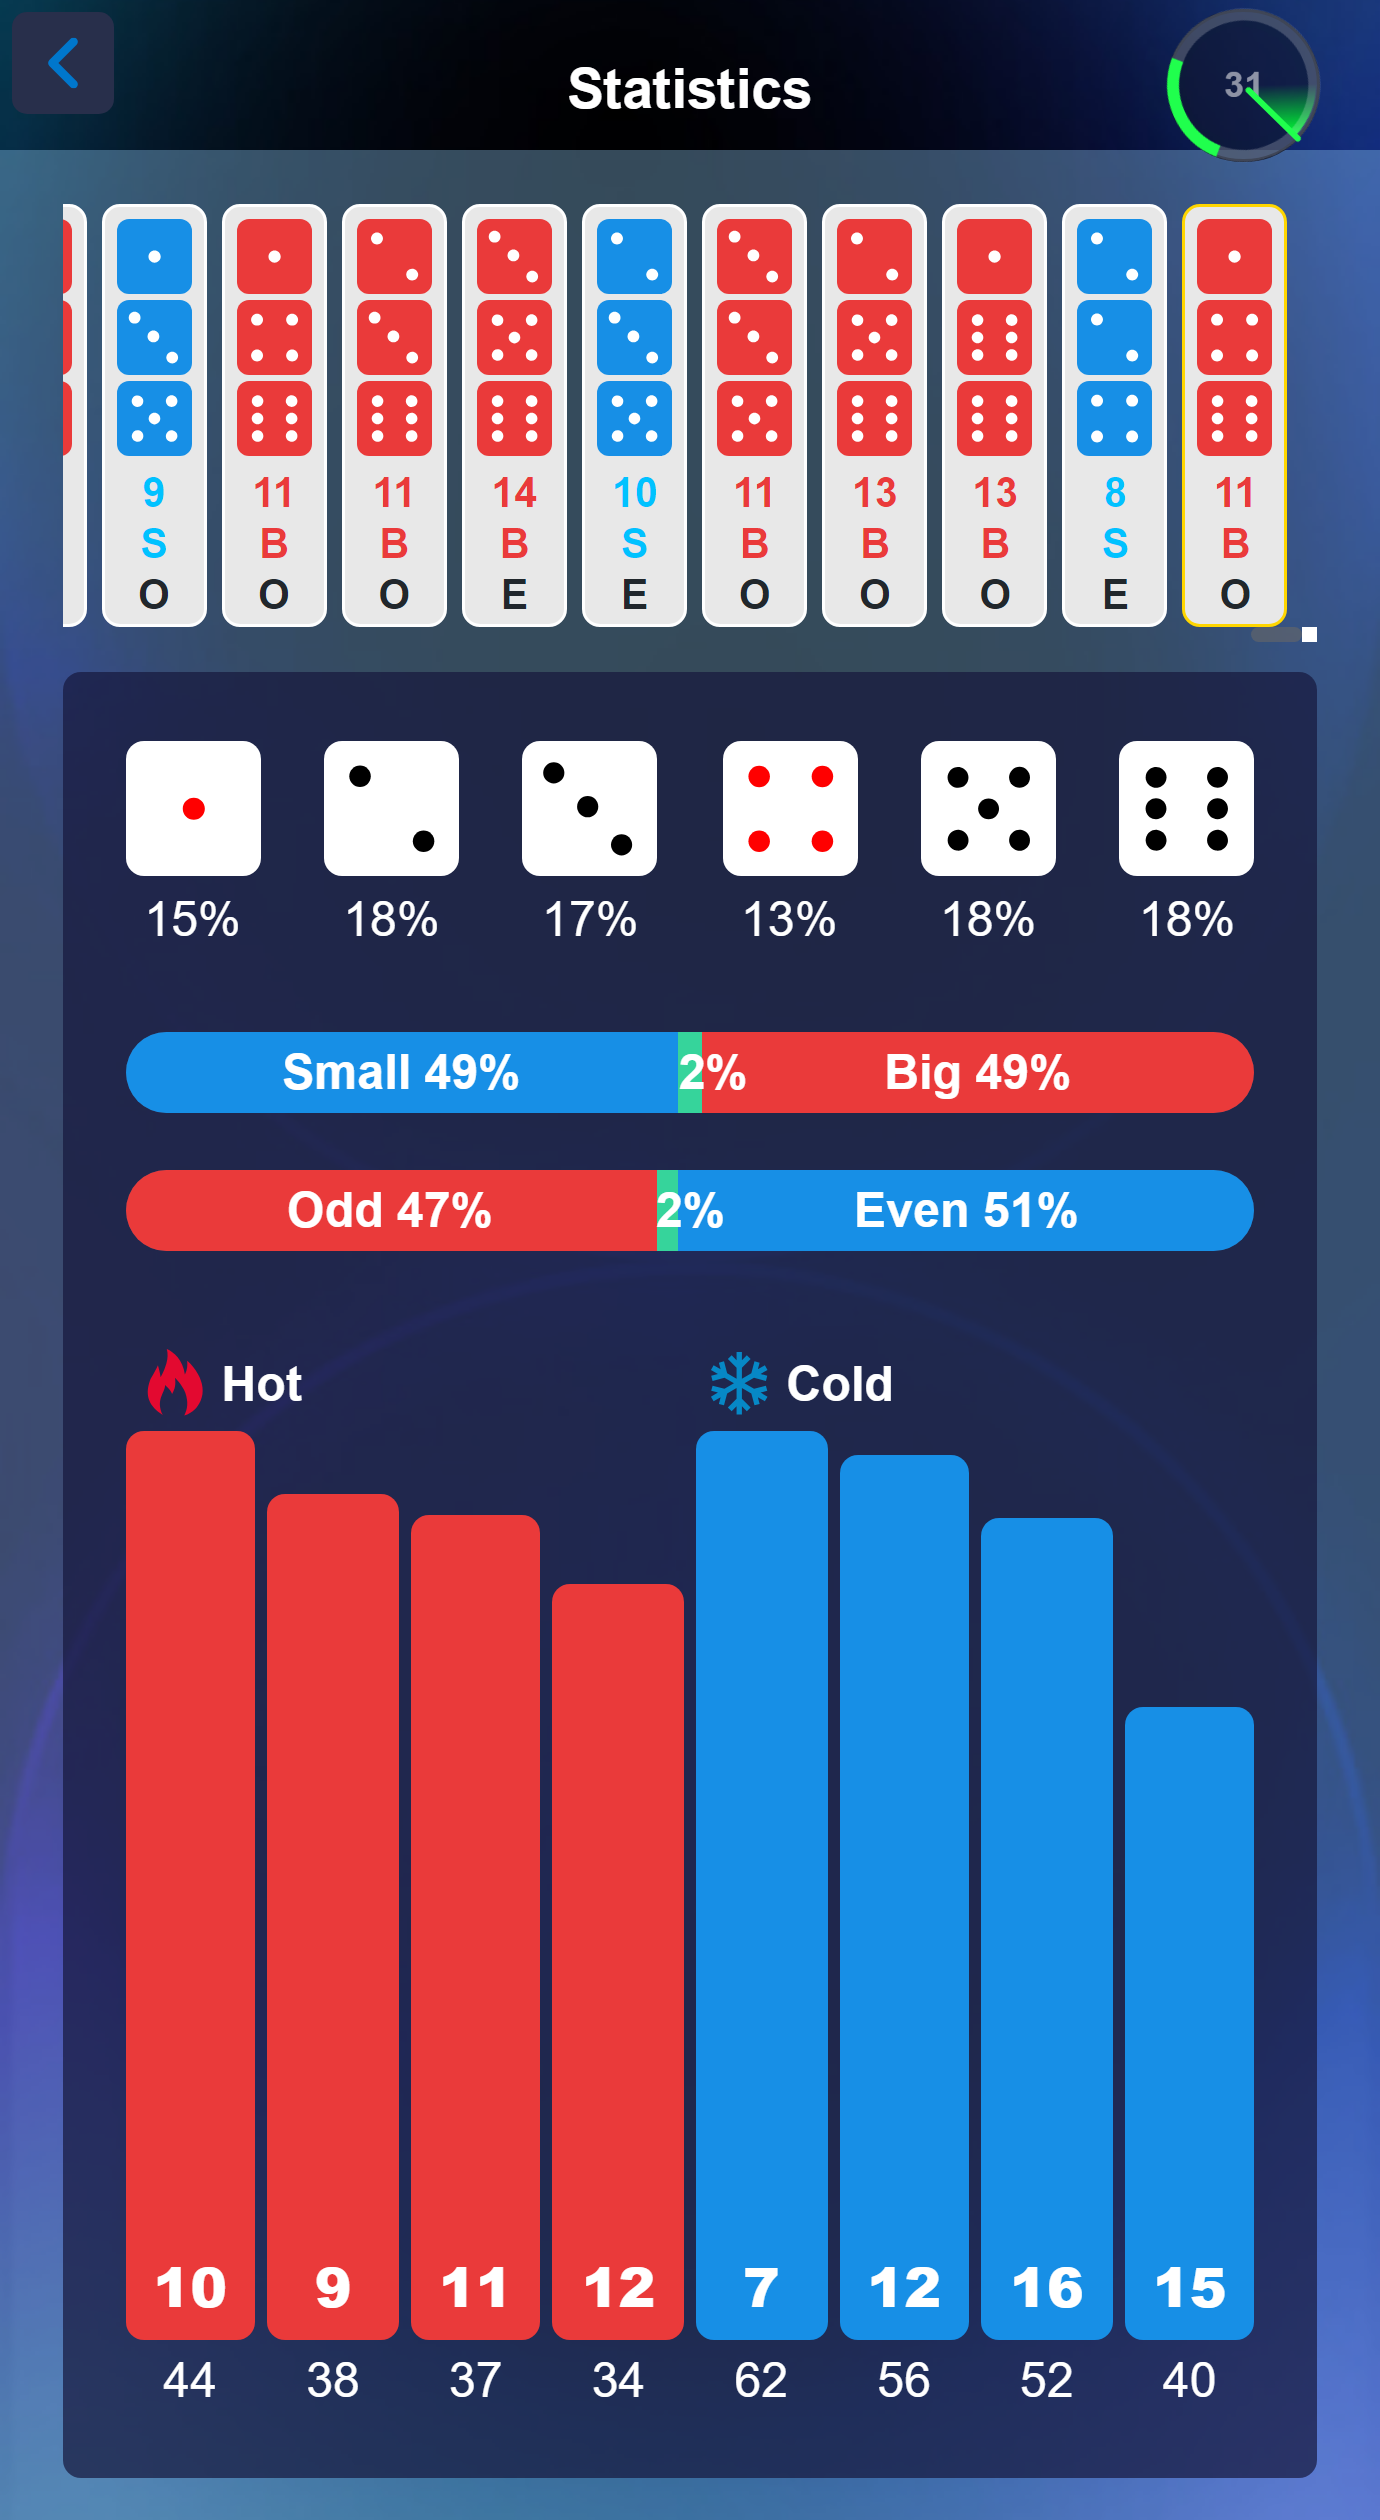 Statistics
31
9 11 11 14 10 11 13 13 8 11
S B B B S B B B S B
O O O E E O O O E O
15% 18% 17% 13% 18% 18%
Small 49% 2% Big 49%
Odd 47% 2% Even 51%
Hot Cold
10 9 11 12 7 12 16 15
44 38 37 34 62 56 52 40